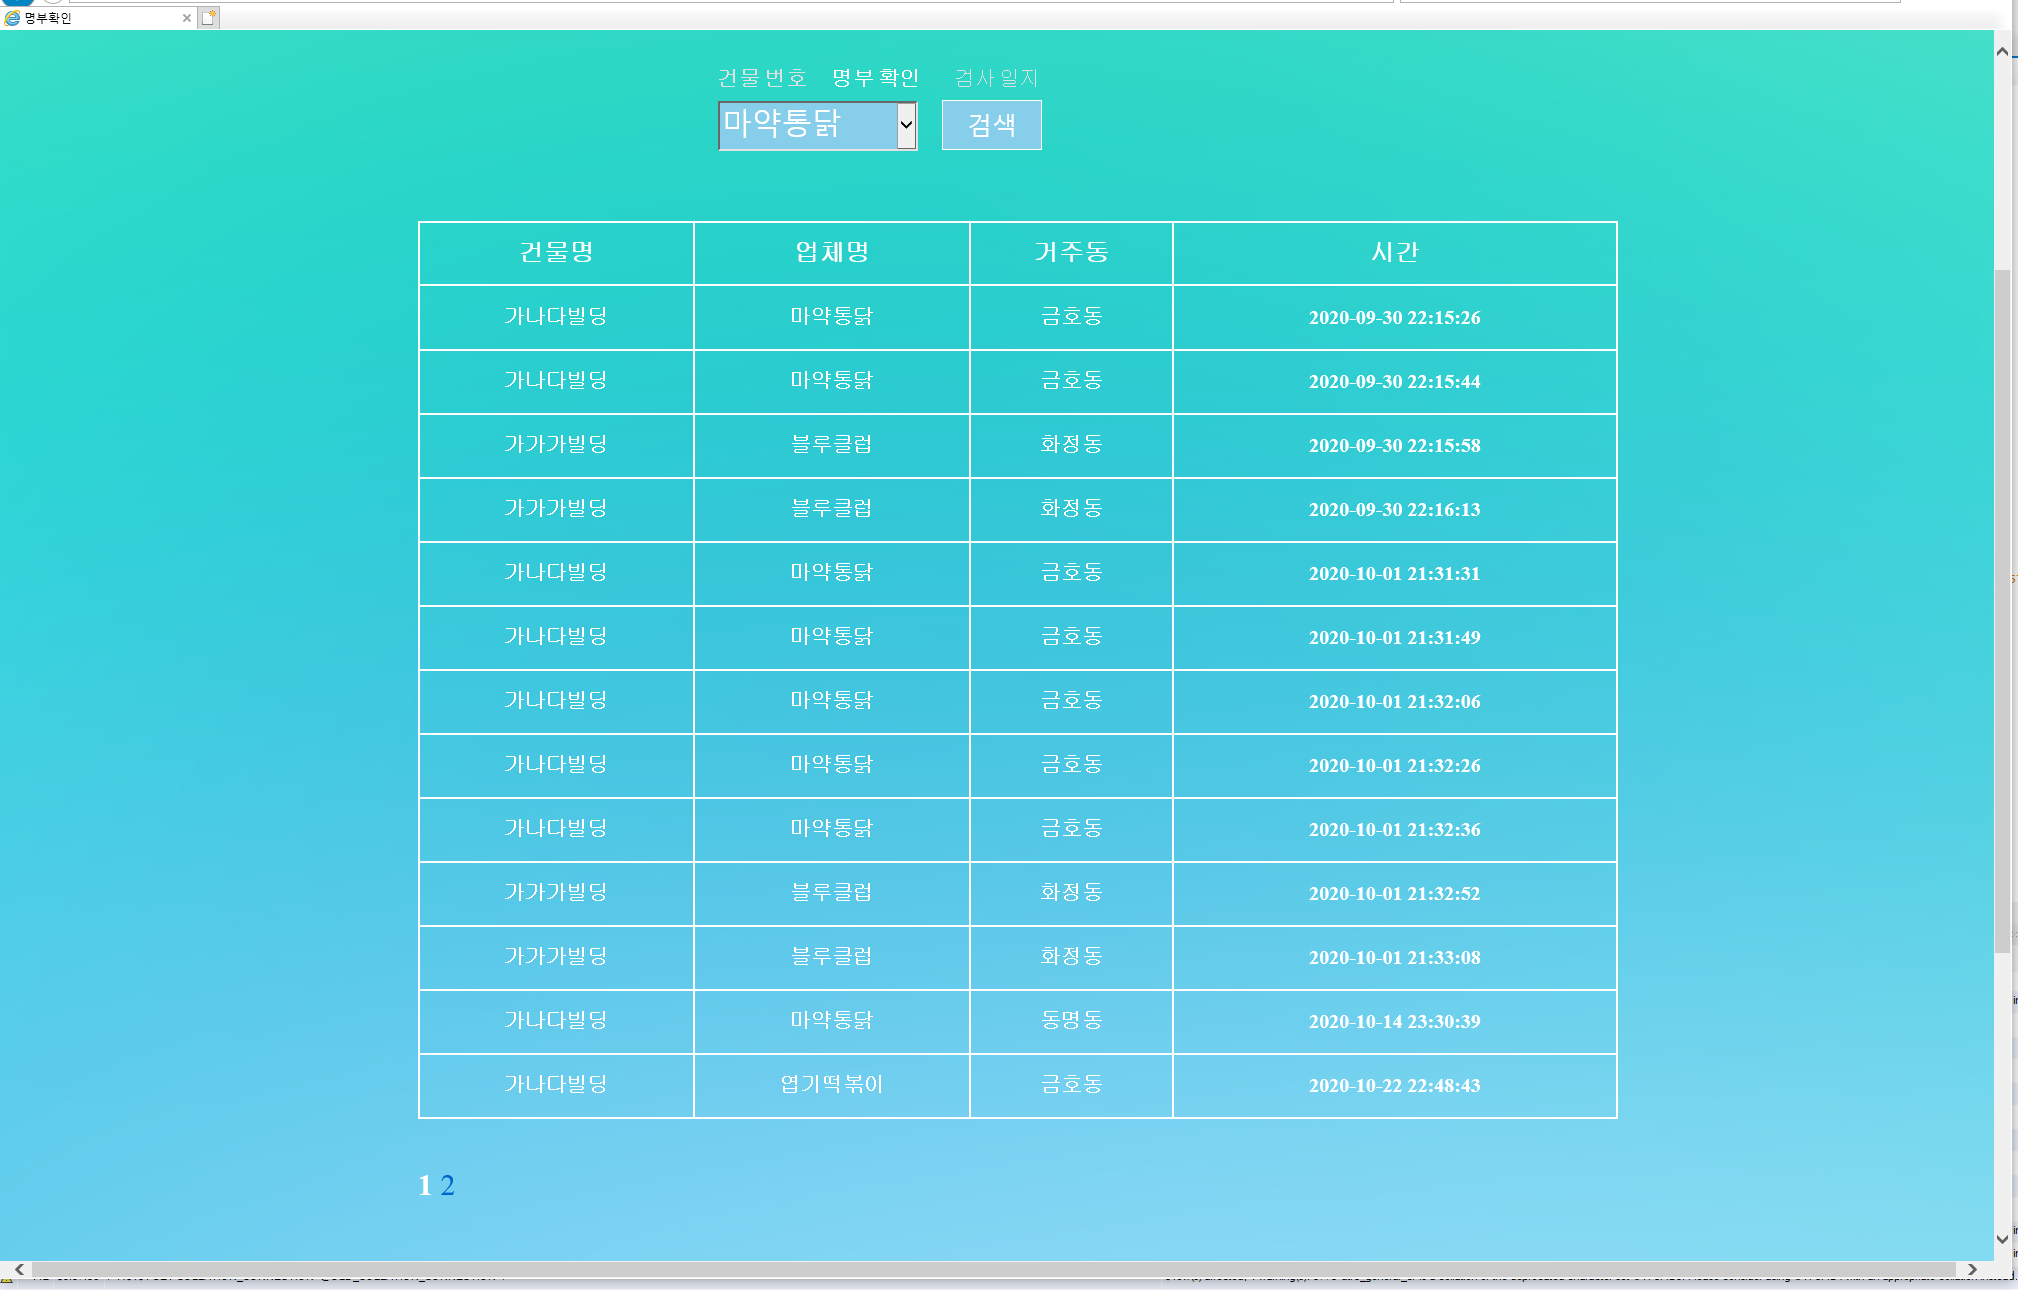 명부확인
건물 번호 명부 확인 검사 일지
마약통닭 검색
건물명 업체명 거주동 시간
가나다빌딩 마약통닭 금호동 2020-09-30 22:15:26
가나다빌딩 마약통닭 금호동 2020-09-30 22:15:44
가가가빌딩 블루클럽 화정동 2020-09-30 22:15:58
가가가빌딩 블루클럽 화정동 2020-09-30 22:16:13
가나다빌딩 마약통닭 금호동 2020-10-01 21:31:31
가나다빌딩 마약통닭 금호동 2020-10-01 21:31:49
가나다빌딩 마약통닭 금호동 2020-10-01 21:32:06
가나다빌딩 마약통닭 금호동 2020-10-01 21:32:26
가나다빌딩 마약통닭 금호동 2020-10-01 21:32:36
가가가빌딩 블루클럽 화정동 2020-10-01 21:32:52
가가가빌딩 블루클럽 화정동 2020-10-01 21:33:08
가나다빌딩 마약통닭 동명동 2020-10-14 23:30:39
가나다빌딩 엽기떡볶이 금호동 2020-10-22 22:48:43
1 2